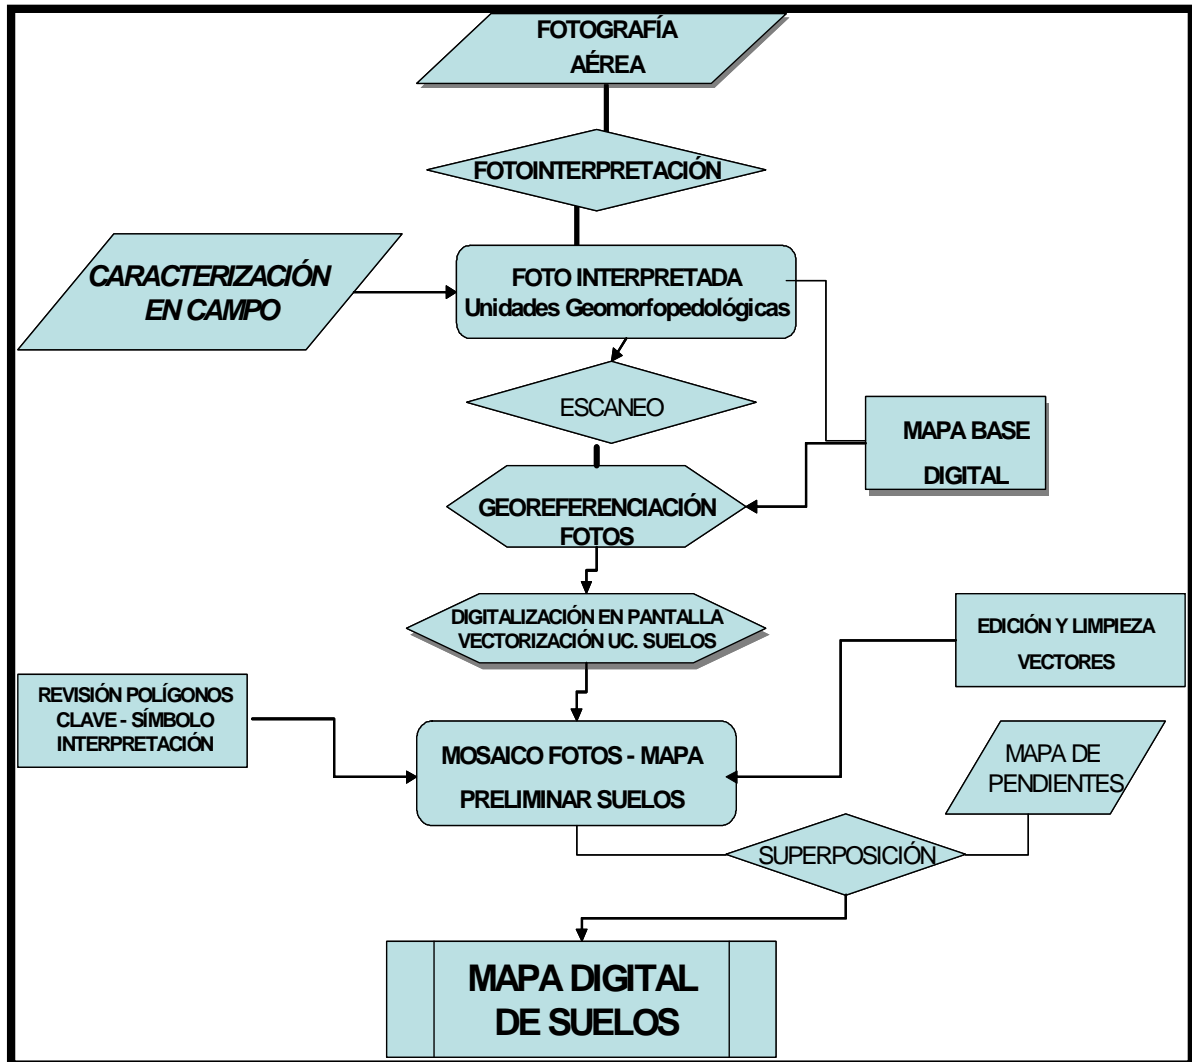 FOTOGRAFÍA
AÉREA
FOTOINTERPRETACIÓN
CARACTERIZACIÓN
EN CAMPO
FOTO INTERPRETADA
Unidades Geomorfopedológicas
ESCANEO
MAPA BASE
DIGITAL
GEOREFERENCIACIÓN
FOTOS
DIGITALIZACIÓN EN PANTALLA
VECTORIZACIÓN UC. SUELOS
EDICIÓN Y LIMPIEZA
VECTORES
REVISIÓN POLÍGONOS
CLAVE - SÍMBOLO
INTERPRETACIÓN
MOSAICO FOTOS - MAPA
PRELIMINAR SUELOS
MAPA DE
PENDIENTES
SUPERPOSICIÓN
MAPA DIGITAL
DE SUELOS